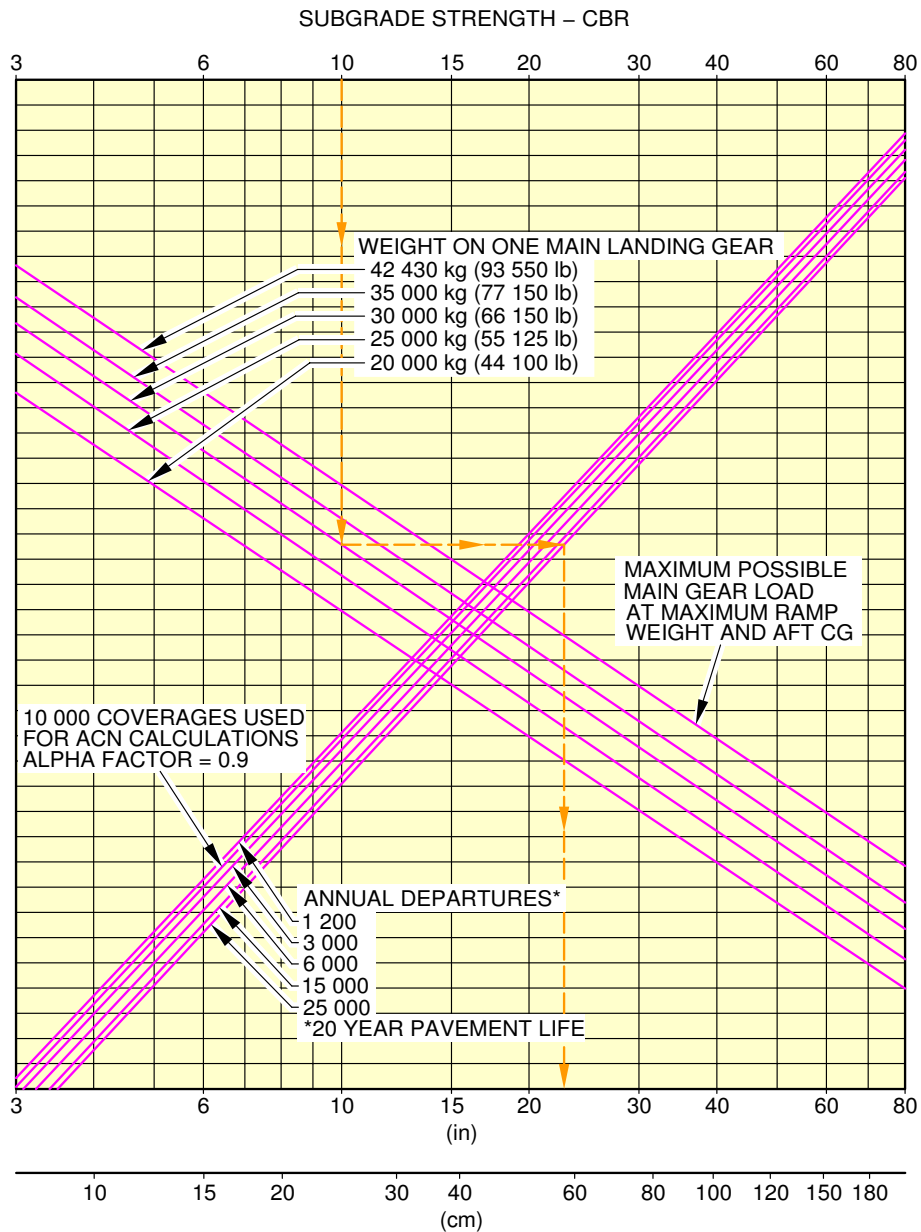 SUBGRADE STRENGTH – CBR
3 6 10 15 20 30 40 60 80
WEIGHT ON ONE MAIN LANDING GEAR
42 430 kg (93 550 lb)
35 000 kg (77 150 lb)
30 000 kg (66 150 lb)
25 000 kg (55 125 lb)
20 000 kg (44 100 lb)
MAXIMUM POSSIBLE
MAIN GEAR LOAD
AT MAXIMUM RAMP
WEIGHT AND AFT CG
10 000 COVERAGES USED
FOR ACN CALCULATIONS
ALPHA FACTOR = 0.9
ANNUAL DEPARTURES*
1 200
3 000
6 000
15 000
25 000
*20 YEAR PAVEMENT LIFE
3 6 10 15 20 30 40 60 80
(in)
10 15 20 30 40 60 80 100 120 150 180
(cm)